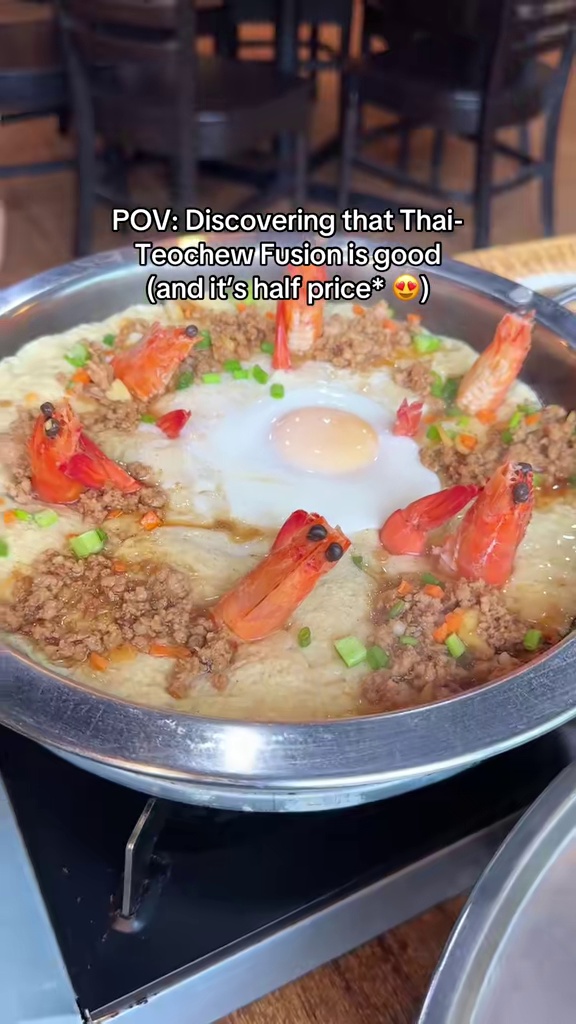 POV: Discovering that Thai-
Teochew Fusion is good
(and it's half price* 😍)